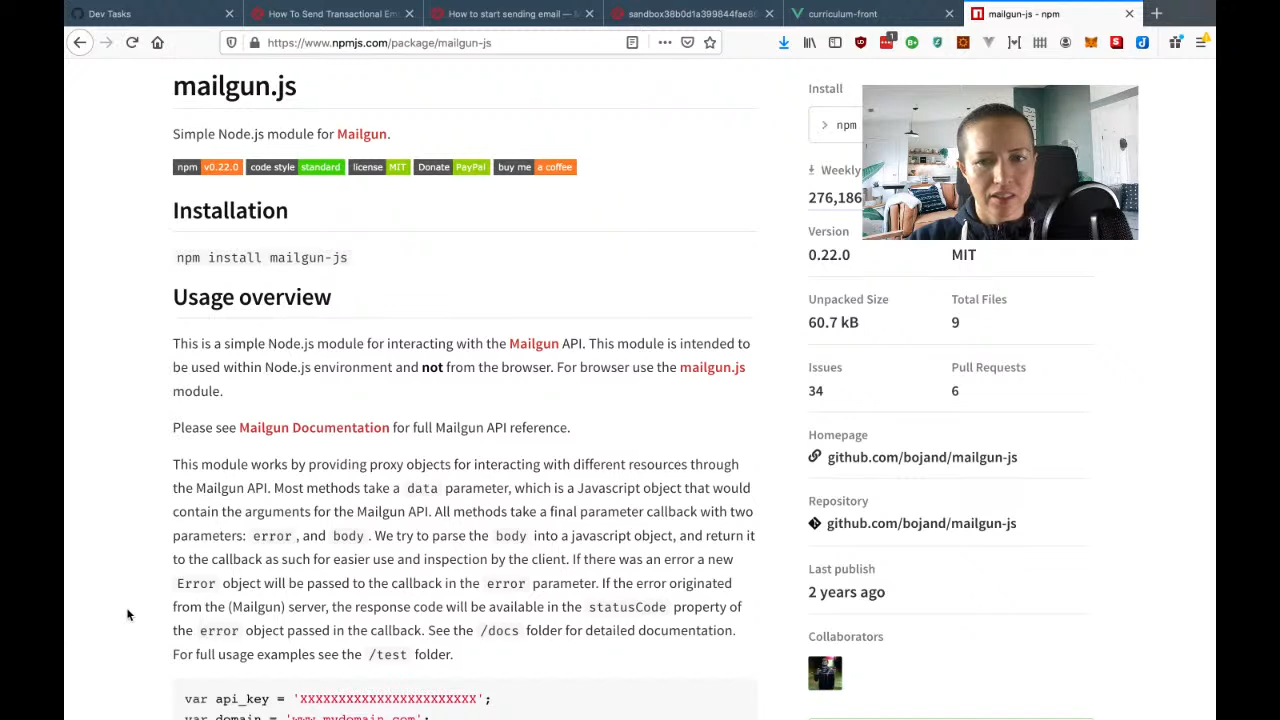 Dev Tasks
How To Send Transactional Em
How to start sending email — M
sandbox38b0d1a399844fae8
curriculum-front
mailgun-js - npm
https://www.npmjs.com/package/mailgun-js
mailgun.js
Simple Node.js module for Mailgun.
npm v0.22.0 code style standard license MIT Donate PayPal buy me a coffee
Installation
npm install mailgun-js
Usage overview
This is a simple Node.js module for interacting with the Mailgun API. This module is intended to
be used within Node.js environment and not from the browser. For browser use the mailgun.js
module.
Please see Mailgun Documentation for full Mailgun API reference.
This module works by providing proxy objects for interacting with different resources through
the Mailgun API. Most methods take a data parameter, which is a Javascript object that would
contain the arguments for the Mailgun API. All methods take a final parameter callback with two
parameters: error, and body. We try to parse the body into a javascript object, and return it
to the callback as such for easier use and inspection by the client. If there was an error a new
Error object will be passed to the callback in the error parameter. If the error originated
from the (Mailgun) server, the response code will be available in the statusCode property of
the error object passed in the callback. See the /docs folder for detailed documentation.
For full usage examples see the /test folder.
var api_key = 'XXXXXXXXXXXXXXXXXXXXXXX';
var domain = 'www.mydomain.com';
Install
> npm
Weekly
276,186
Version
0.22.0
MIT
Unpacked Size
60.7 kB
Total Files
9
Issues
34
Pull Requests
6
Homepage
github.com/bojand/mailgun-js
Repository
github.com/bojand/mailgun-js
Last publish
2 years ago
Collaborators